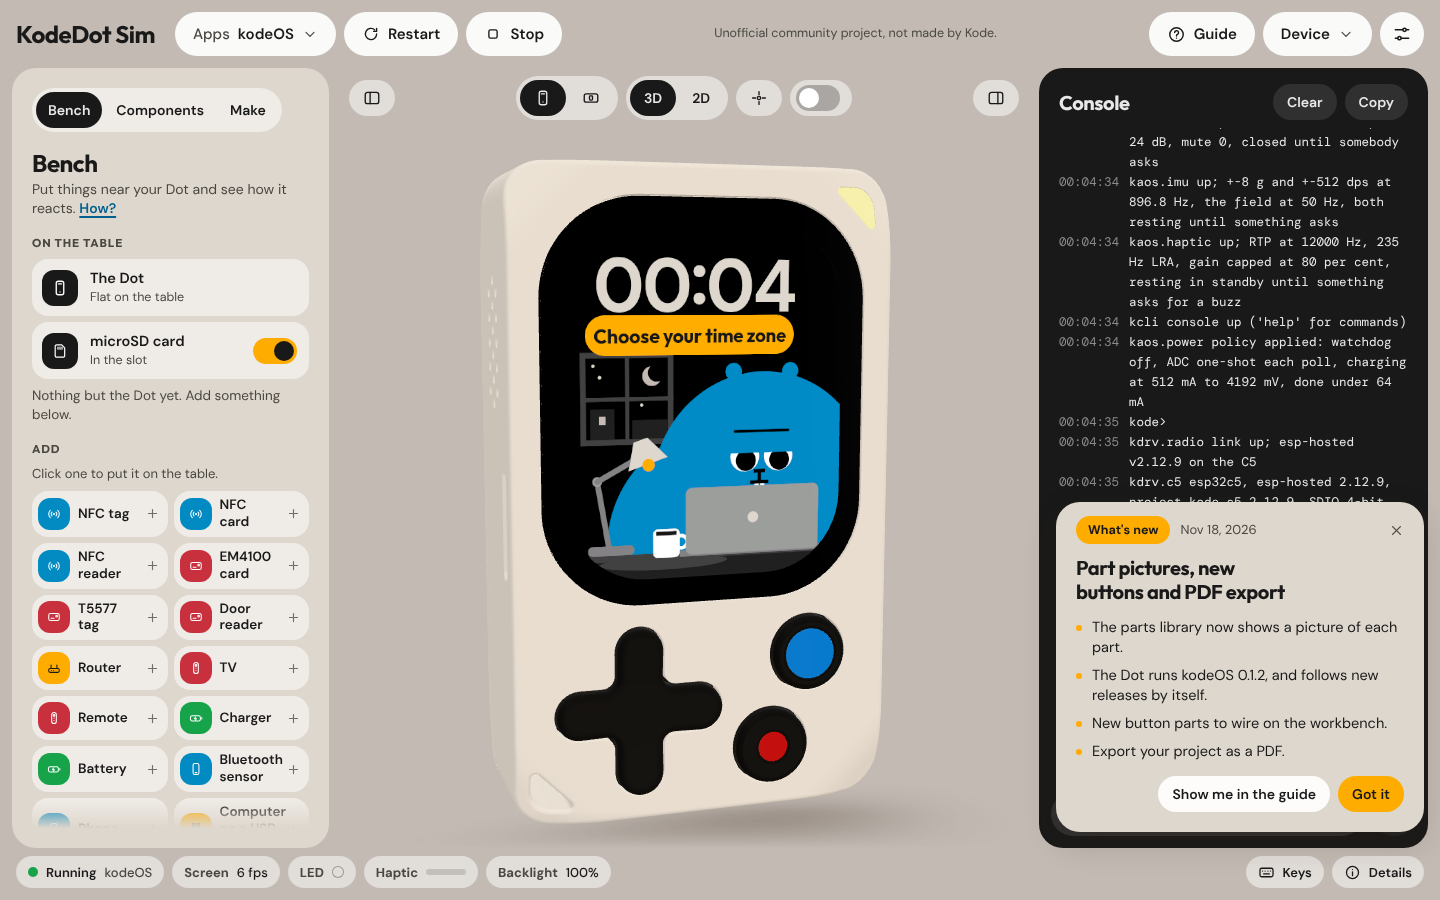 KodeDot Sim
Apps kodeOS
Restart
Stop
Unofficial community project, not made by Kode.
Guide
Device
Bench
Components
Make
Bench
Put things near your Dot and see how it
reacts. How?
ON THE TABLE
The Dot
Flat on the table
microSD card
In the slot
Nothing but the Dot yet. Add something
below.
ADD
Click one to put it on the table.
NFC tag
NFC
card
NFC
reader
EM4100
card
T5577
tag
Door
reader
Router
TV
Remote
Charger
Battery
Bluetooth
sensor
Computer
3D
2D
00:04
Choose your time zone
Console
Clear
Copy
24 dB, mute 0, closed until somebody
asks
00:04:34 kaos.imu up; +-8 g and +-512 dps at
896.8 Hz, the field at 50 Hz, both
resting until something asks
00:04:34 kaos.haptic up; RTP at 12000 Hz, 235
Hz LRA, gain capped at 80 per cent,
resting in standby until something
asks for a buzz
00:04:34 kcli console up ('help' for commands)
00:04:34 kaos.power policy applied: watchdog
off, ADC one-shot each poll, charging
at 512 mA to 4192 mV, done under 64
mA
00:04:35 kode>
00:04:35 kdrv.radio link up; esp-hosted
v2.12.9 on the C5
00:04:35 kdrv.c5 esp32c5, esp-hosted 2.12.9,
What's new
Nov 18, 2026
Part pictures, new
buttons and PDF export
The parts library now shows a picture of each
part.
The Dot runs kodeOS 0.1.2, and follows new
releases by itself.
New button parts to wire on the workbench.
Export your project as a PDF.
Show me in the guide
Got it
Running kodeOS
Screen 6 fps
LED
Haptic
Backlight 100%
Keys
Details